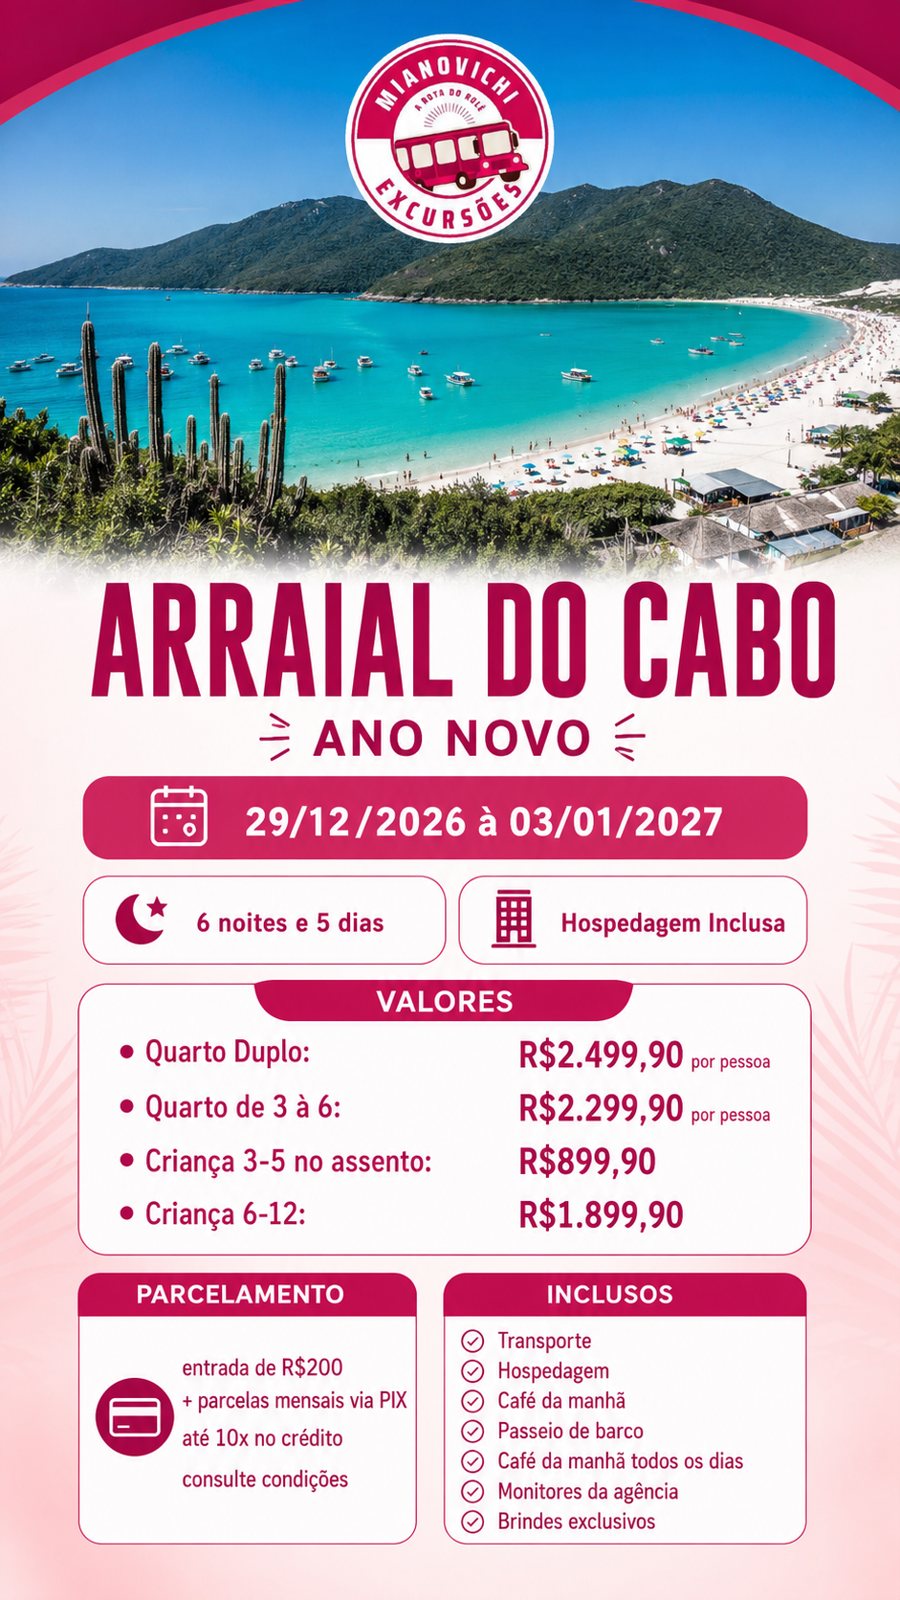 MIANOVICHI
A ROTA DO ROLÊ
EXCURSÕES
ARRAIAL DO CABO
ANO NOVO
29/12/2026 à 03/01/2027
6 noites e 5 dias
Hospedagem Inclusa
VALORES
• Quarto Duplo: R$2.499,90 por pessoa
• Quarto de 3 à 6: R$2.299,90 por pessoa
• Criança 3-5 no assento: R$899,90
• Criança 6-12: R$1.899,90
PARCELAMENTO
entrada de R$200
+ parcelas mensais via PIX
até 10x no crédito
consulte condições
INCLUSOS
Transporte
Hospedagem
Café da manhã
Passeio de barco
Café da manhã todos os dias
Monitores da agência
Brindes exclusivos